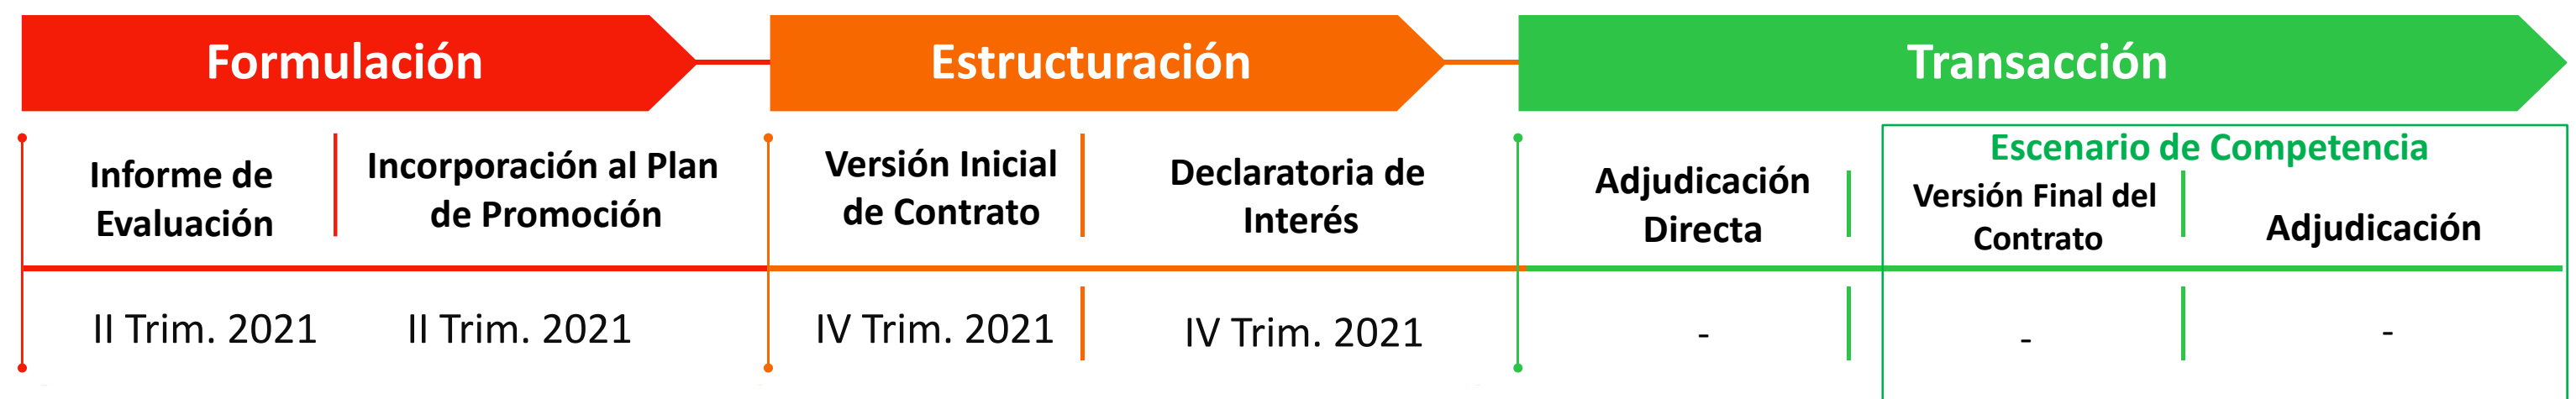 Formulación
Estructuración
Transacción
Informe de
Evaluación
Incorporación al Plan
de Promoción
Versión Inicial
de Contrato
Declaratoria de
Interés
Adjudicación
Directa
Escenario de Competencia
Versión Final del
Contrato
Adjudicación
II Trim. 2021
II Trim. 2021
IV Trim. 2021
IV Trim. 2021
-
-
-